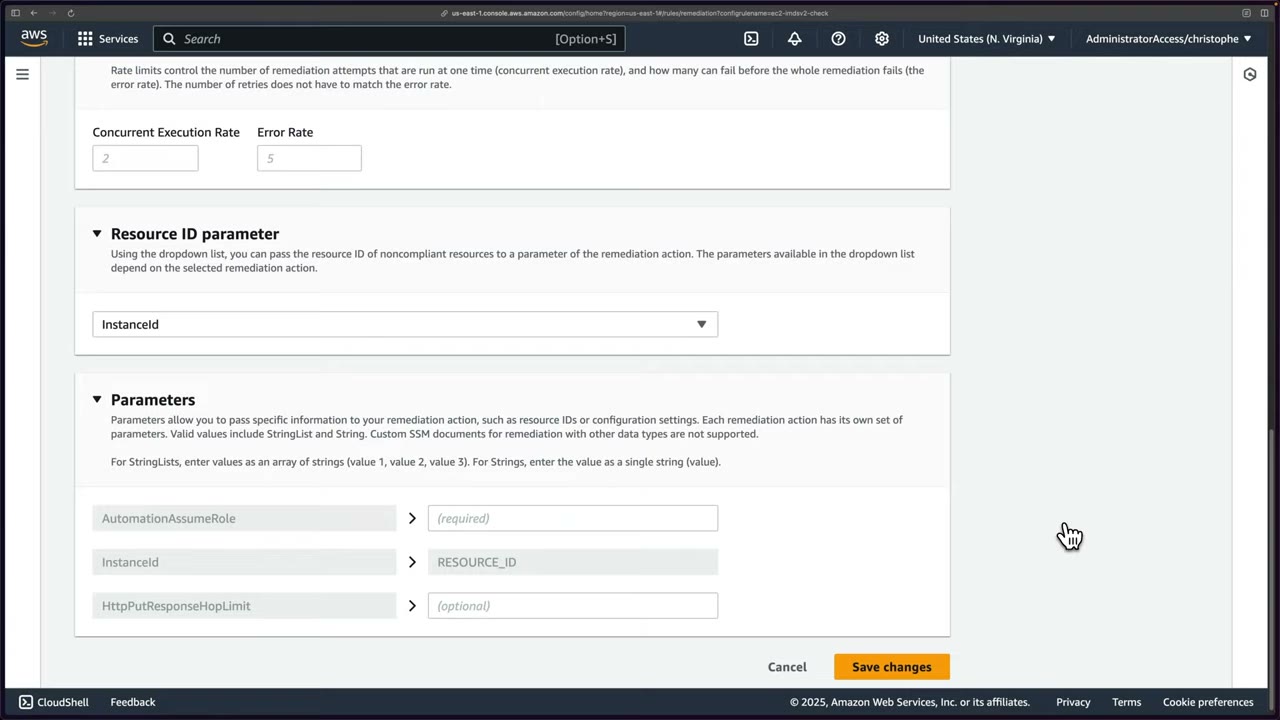 us-east-1.console.aws.amazon.com/config/home?region=us-east-1#/rules/remediation?configrulename=ec2-imdsv2-check
aws Services Search [Option+S] United States (N. Virginia) AdministratorAccess/christophe
Rate limits control the number of remediation attempts that are run at one time (concurrent execution rate), and how many can fail before the whole remediation fails (the
error rate). The number of retries does not have to match the error rate.
Concurrent Execution Rate Error Rate
2 5
Resource ID parameter
Using the dropdown list, you can pass the resource ID of noncompliant resources to a parameter of the remediation action. The parameters available in the dropdown list
depend on the selected remediation action.
InstanceId
Parameters
Parameters allow you to pass specific information to your remediation action, such as resource IDs or configuration settings. Each remediation action has its own set of
parameters. Valid values include StringList and String. Custom SSM documents for remediation with other data types are not supported.
For StringLists, enter values as an array of strings (value 1, value 2, value 3). For Strings, enter the value as a single string (value).
AutomationAssumeRole (required)
InstanceId RESOURCE_ID
HttpPutResponseHopLimit (optional)
Cancel Save changes
CloudShell Feedback © 2025, Amazon Web Services, Inc. or its affiliates. Privacy Terms Cookie preferences